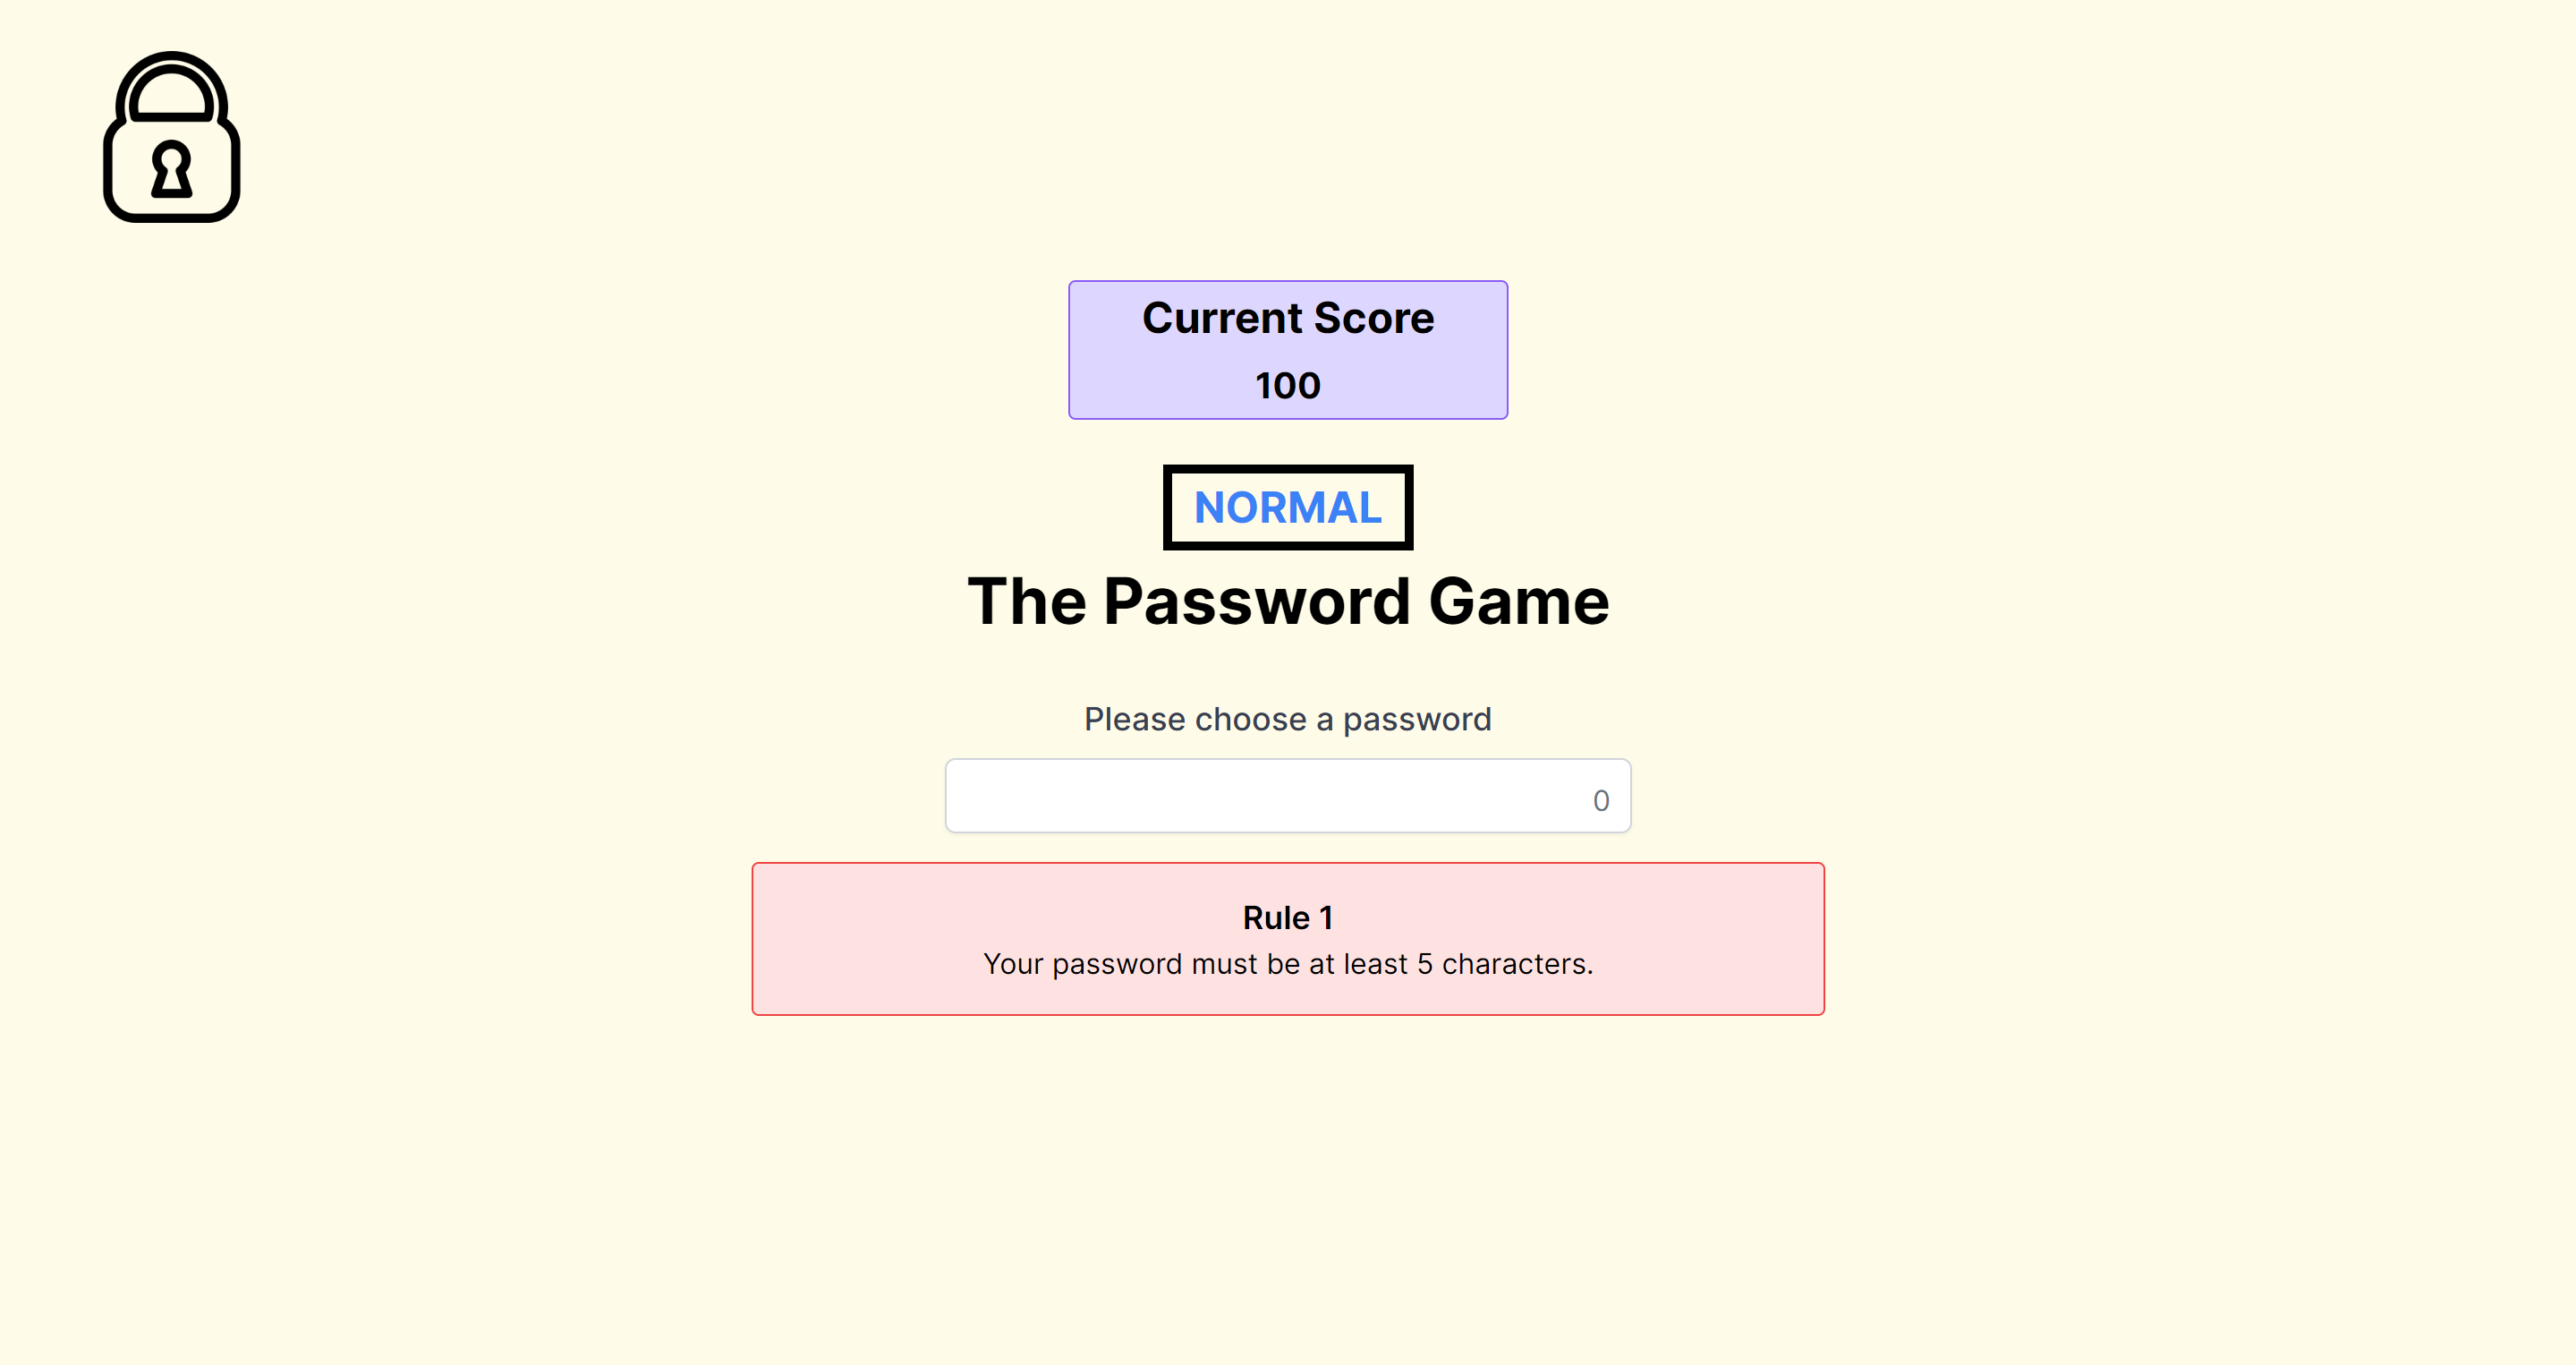 Current Score
100
NORMAL
The Password Game
Please choose a password
0
Rule 1
Your password must be at least 5 characters.